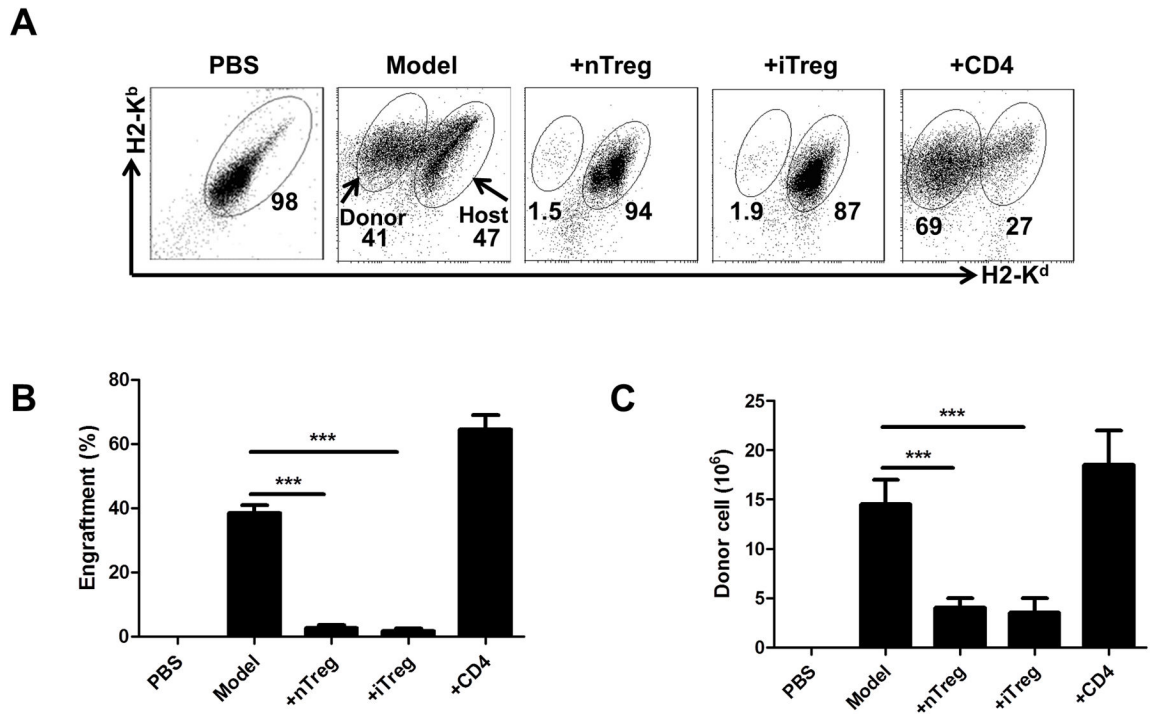 A
PBS
Model
+nTreg
+iTreg
+CD4
H2-Kᵇ
98
Donor
41
Host
47
1.5
94
1.9
87
69
27
H2-Kᵈ
B
Engraftment (%)
80
60
40
20
0
***
***
PBS
Model
+nTreg
+iTreg
+CD4
C
Donor cell (10⁶)
25
20
15
10
5
0
***
***
PBS
Model
+nTreg
+iTreg
+CD4